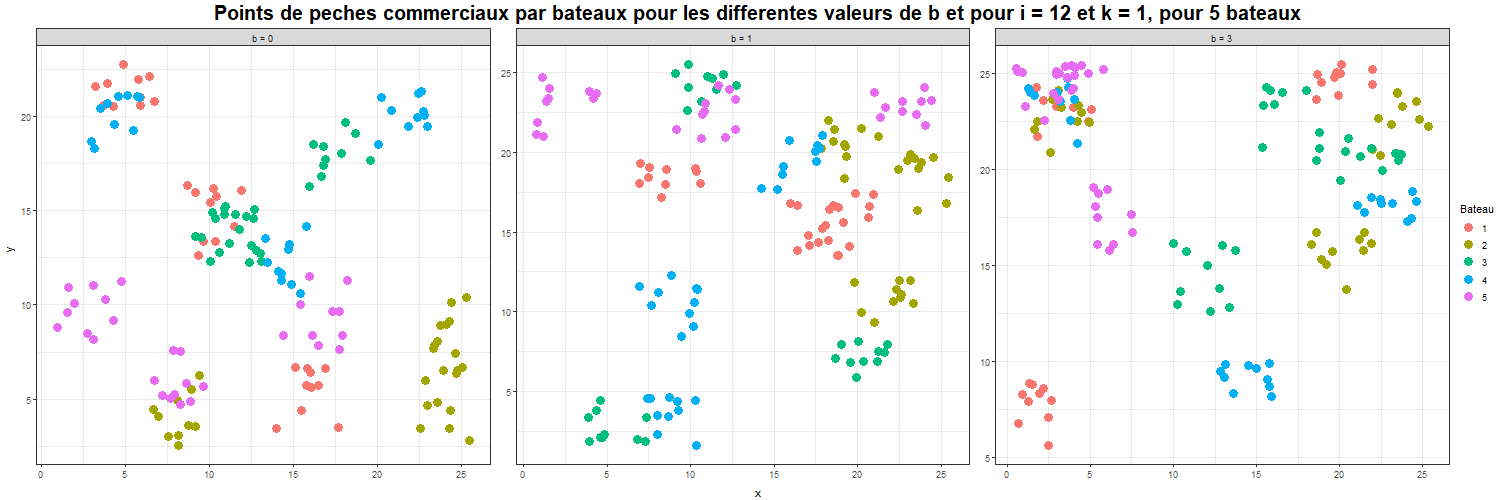 Points de peches commerciaux par bateaux pour les differentes valeurs de b et pour i = 12 et k = 1, pour 5 bateaux
b = 0
b = 1
b = 3
y
20
15
10
5
25
20
15
10
5
25
20
15
10
5
0 5 10 15 20 25
0 5 10 15 20 25
0 5 10 15 20 25
x
Bateau
1
2
3
4
5